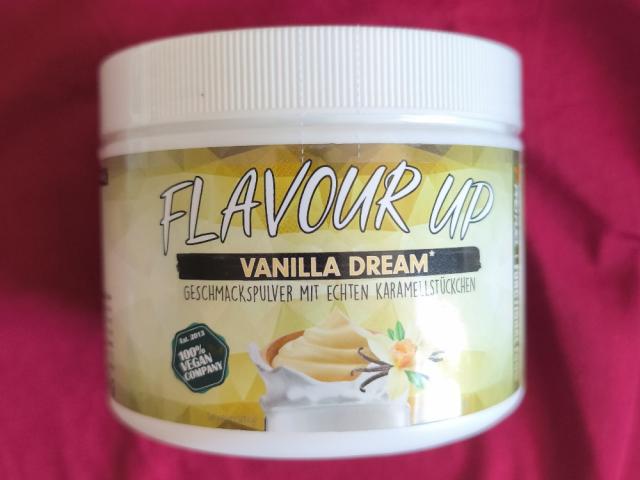 FLAVOUR UP
VANILLA DREAM*
GESCHMACKSPULVER MIT ECHTEN KARAMELLSTÜCKCHEN
Est. 2013
100%
VEGAN
COMPANY